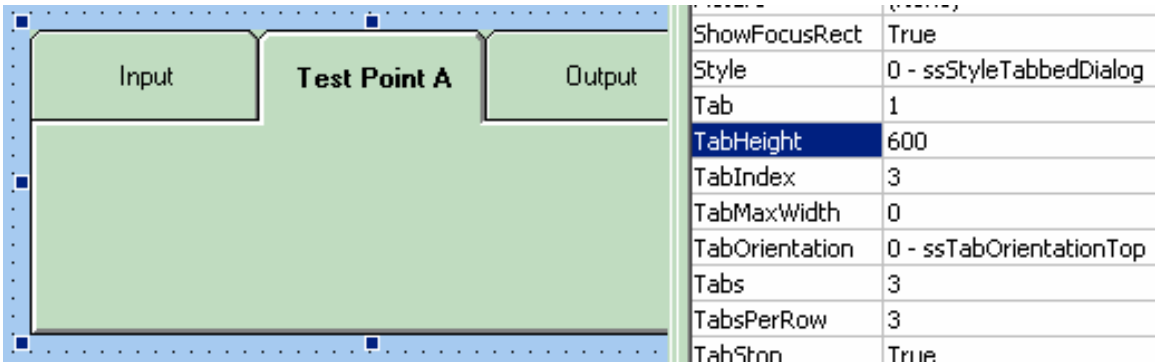 Input Test Point A Output
ShowFocusRect True
Style 0 - ssStyleTabbedDialog
Tab 1
TabHeight 600
TabIndex 3
TabMaxWidth 0
TabOrientation 0 - ssTabOrientationTop
Tabs 3
TabsPerRow 3
TabStop True